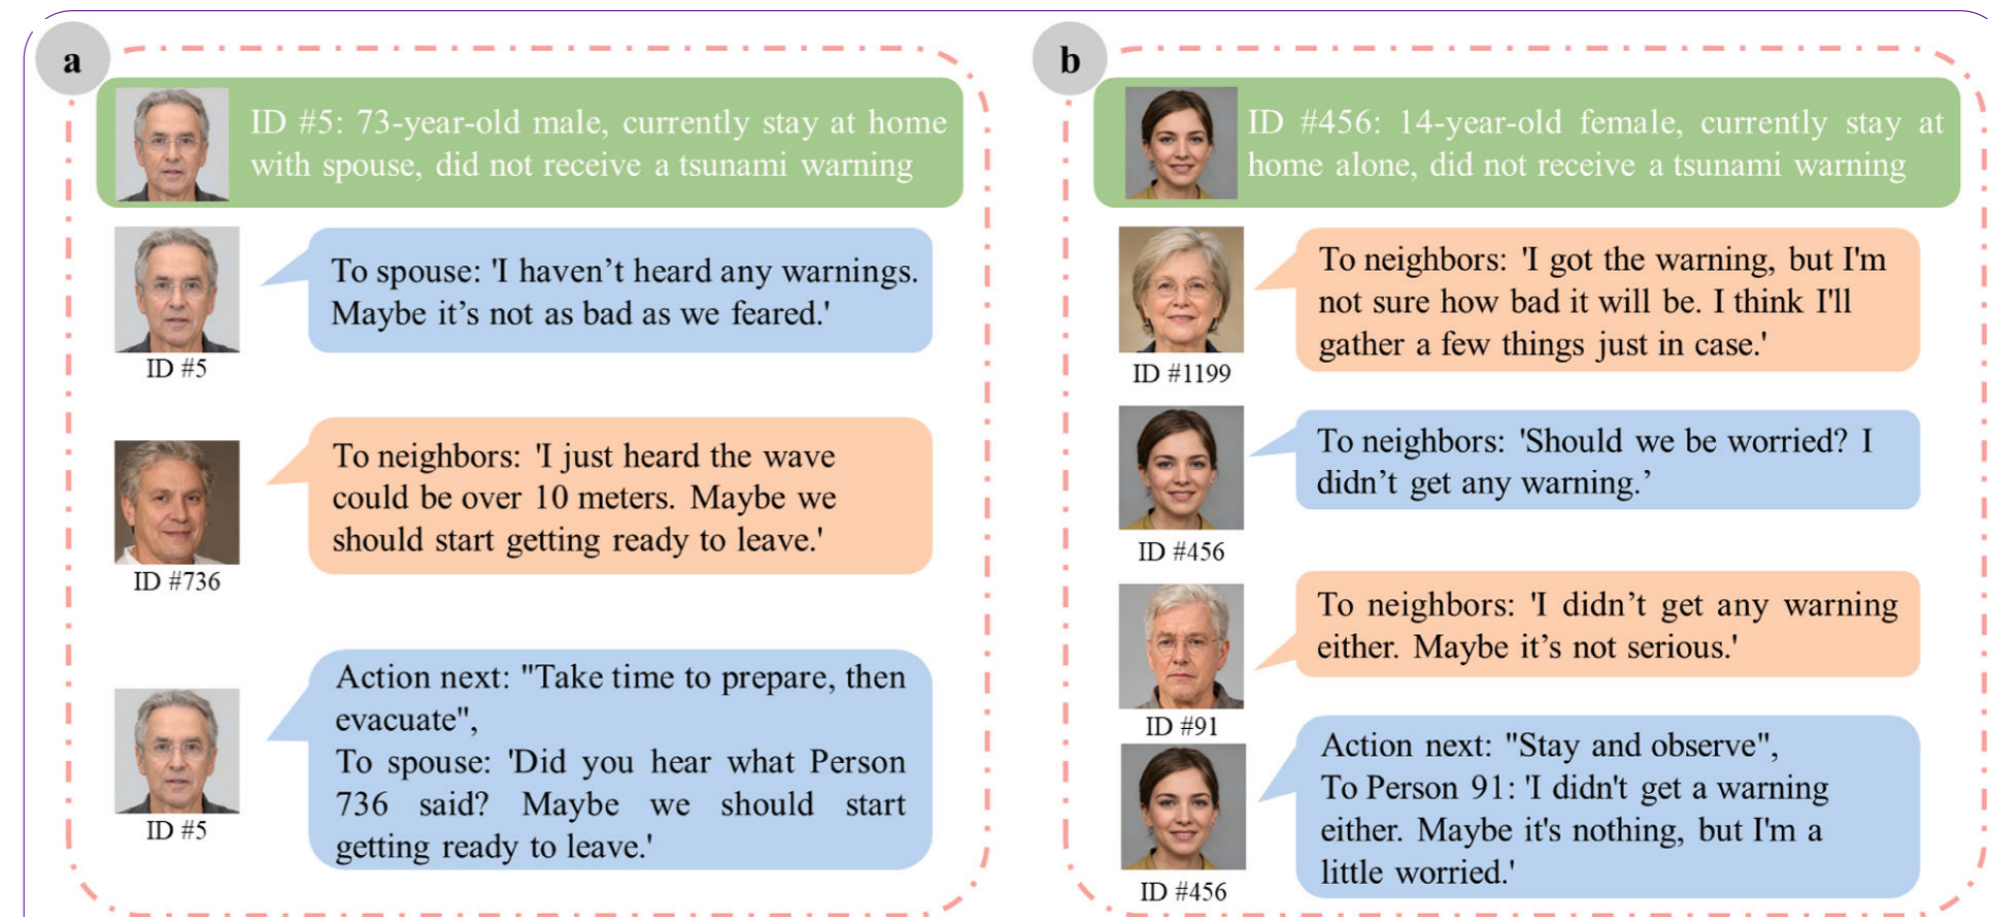 a
ID #5: 73-year-old male, currently stay at home
with spouse, did not receive a tsunami warning
To spouse: 'I haven’t heard any warnings.
Maybe it’s not as bad as we feared.'
ID #5
To neighbors: 'I just heard the wave
could be over 10 meters. Maybe we
should start getting ready to leave.'
ID #736
Action next: "Take time to prepare, then
evacuate",
To spouse: 'Did you hear what Person
736 said? Maybe we should start
getting ready to leave.'
ID #5
b
ID #456: 14-year-old female, currently stay at
home alone, did not receive a tsunami warning
To neighbors: 'I got the warning, but I'm
not sure how bad it will be. I think I'll
gather a few things just in case.'
ID #1199
To neighbors: 'Should we be worried? I
didn’t get any warning.’
ID #456
To neighbors: 'I didn’t get any warning
either. Maybe it’s not serious.'
ID #91
Action next: "Stay and observe",
To Person 91: 'I didn't get a warning
either. Maybe it's nothing, but I'm a
little worried.'
ID #456